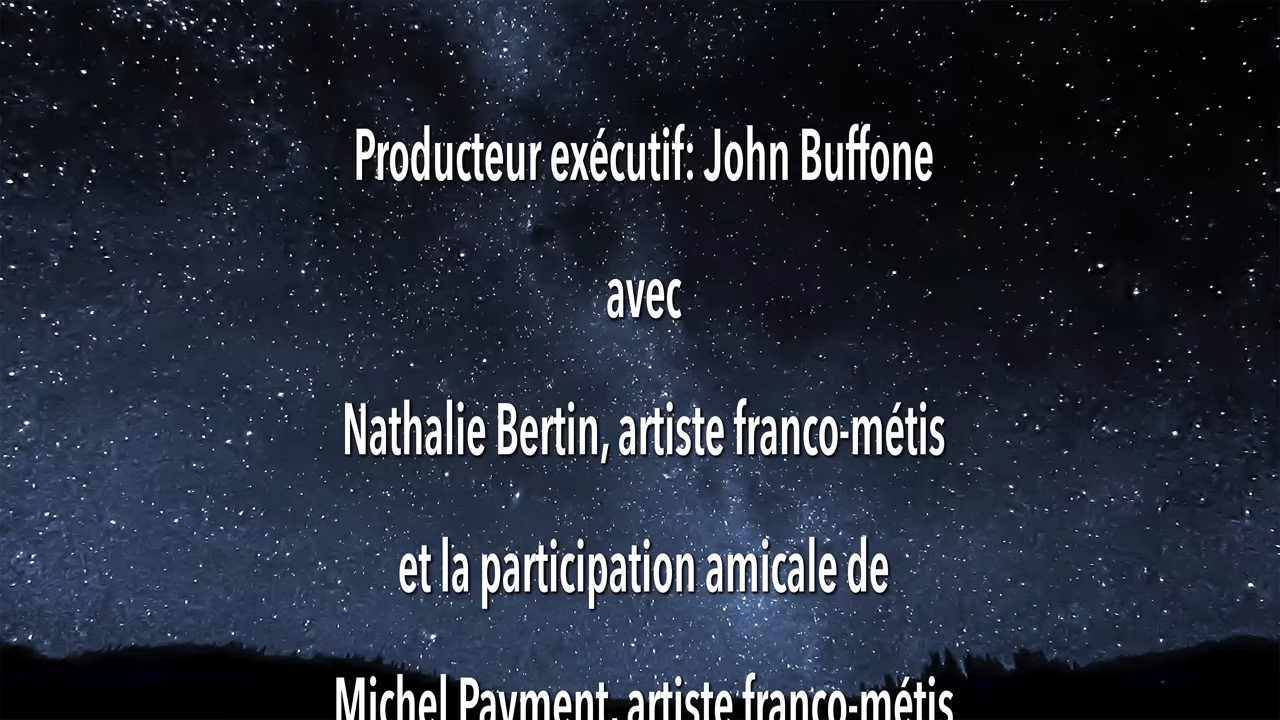 Producteur exécutif: John Buffone
avec
Nathalie Bertin, artiste franco-métis
et la participation amicale de
Michel Payment, artiste franco-métis